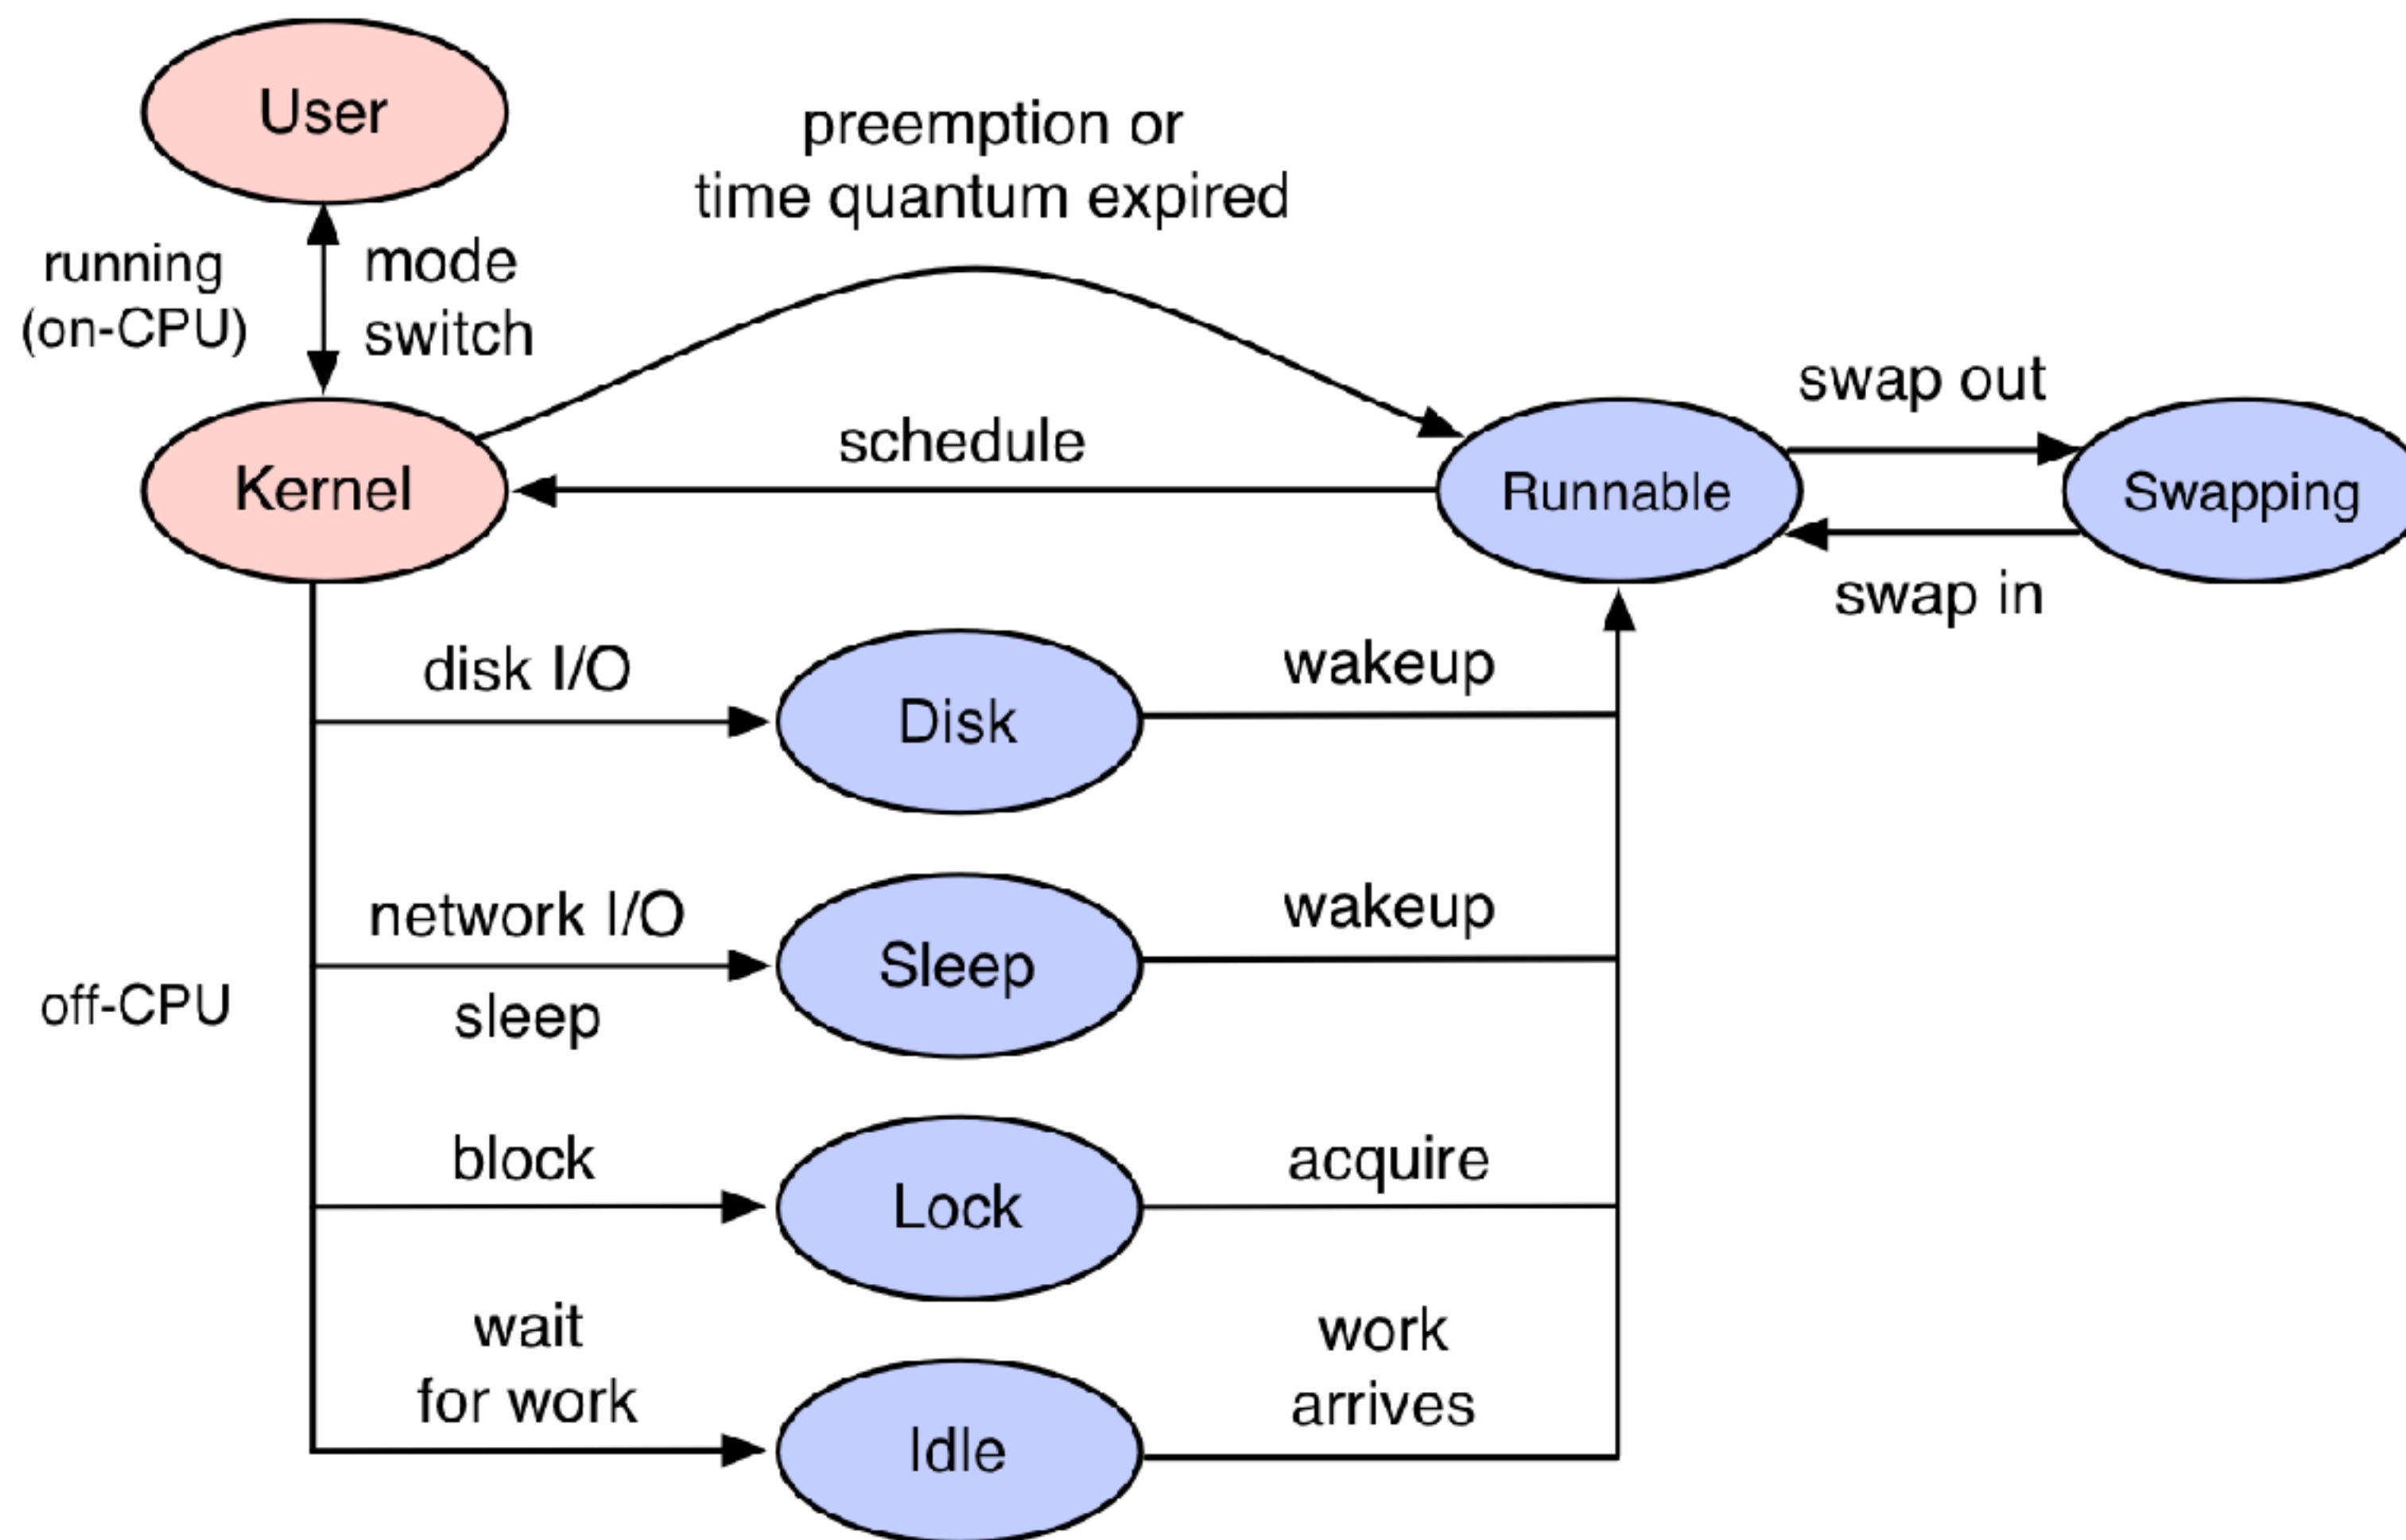 User
preemption or
time quantum expired
running
(on-CPU)
mode
switch
schedule
swap out
Kernel
Runnable
Swapping
swap in
disk I/O
Disk
wakeup
network I/O
sleep
Sleep
wakeup
off-CPU
block
Lock
acquire
wait
for work
Idle
work
arrives